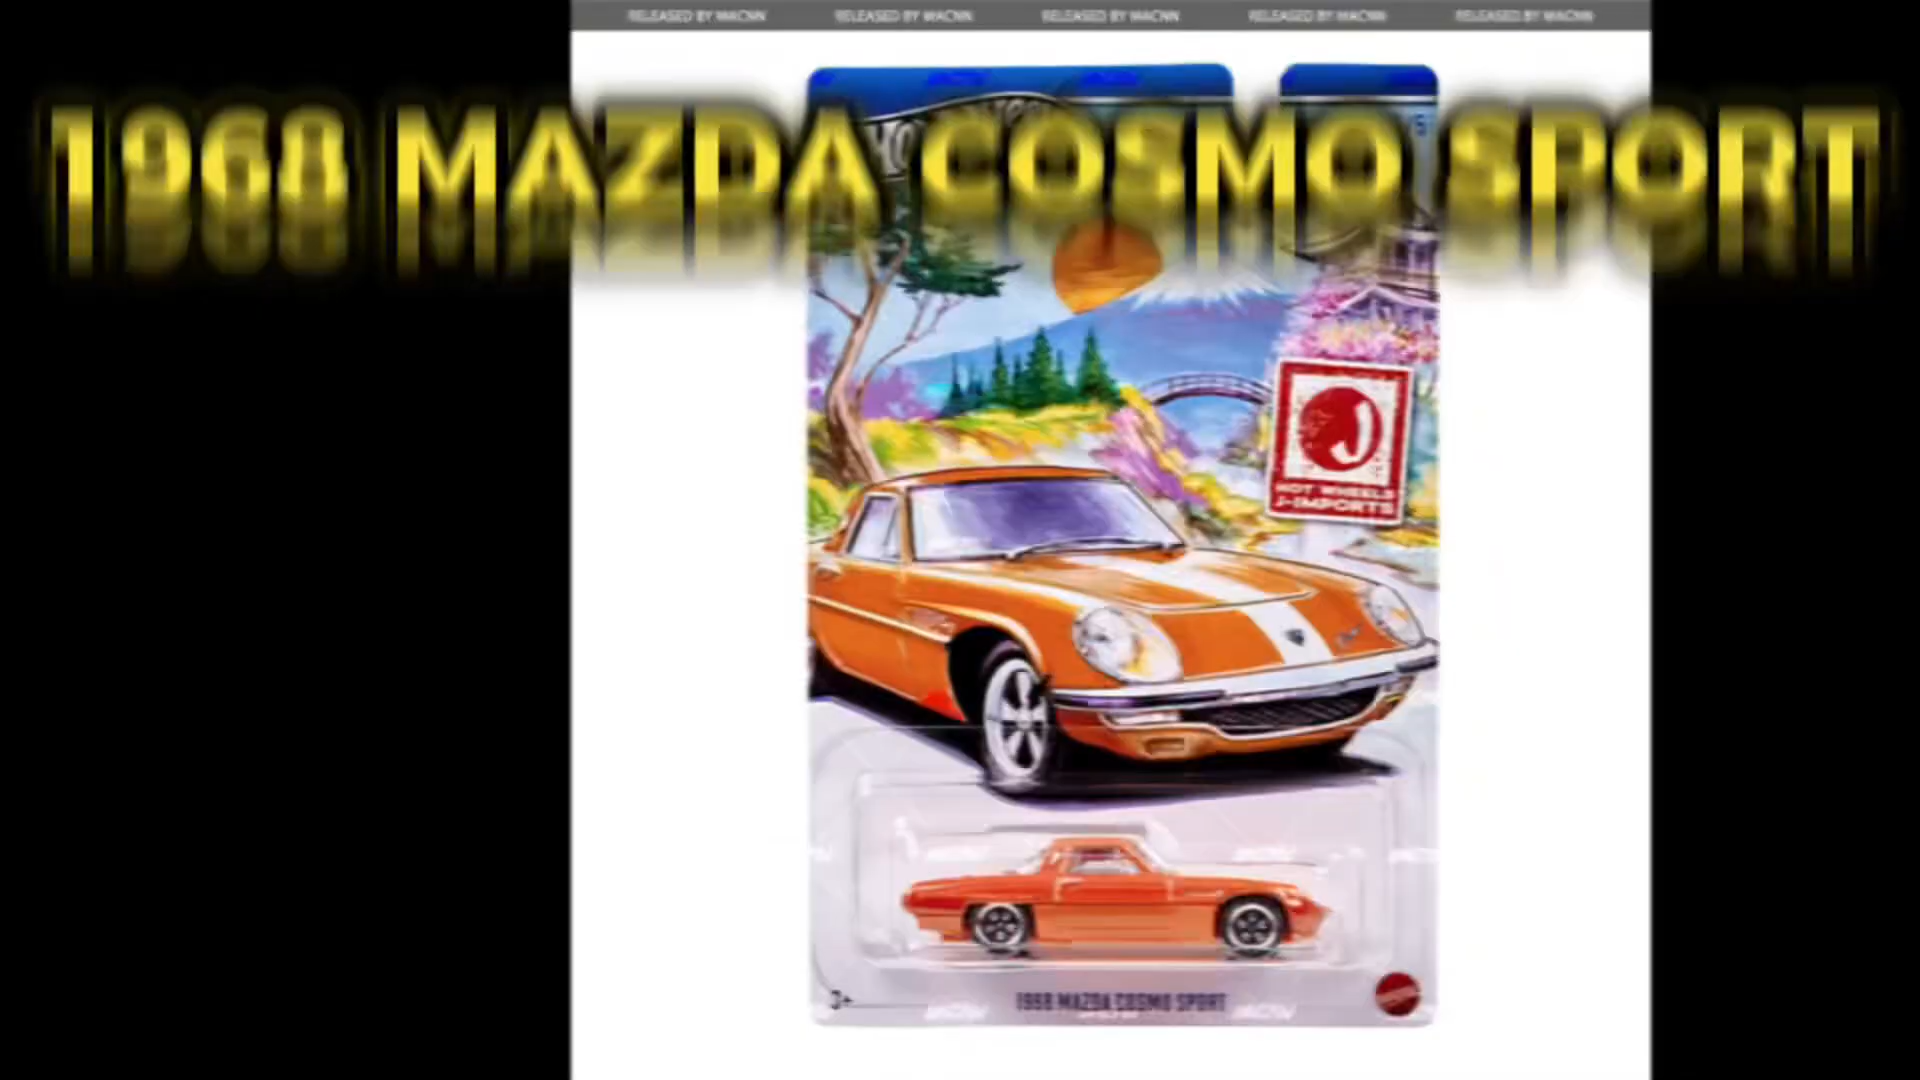 RELEASED BY WACNN RELEASED BY WACNN RELEASED BY WACNN RELEASED BY WACNN RELEASED BY WACNN
1968 MAZDA COSMO SPORT
J
HOT WHEELS
J-IMPORTS
3+
1968 MAZDA COSMO SPORT